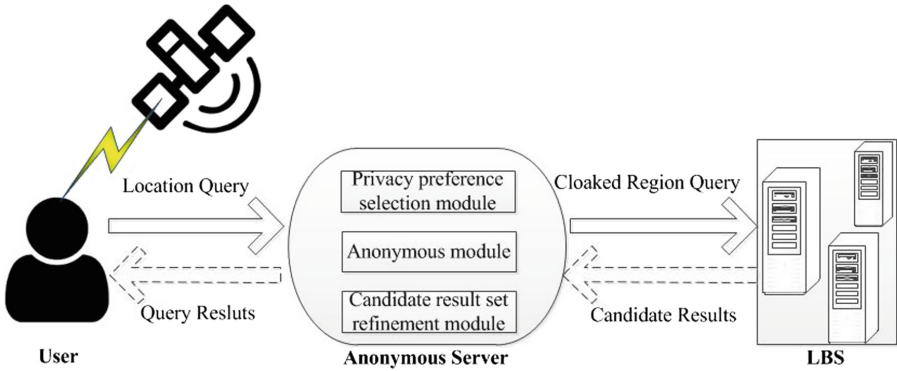 Location Query
Privacy preference
selection module
Cloaked Region Query
Anonymous module
Query Resluts
Candidate result set
refinement module
Candidate Results
User
Anonymous Server
LBS